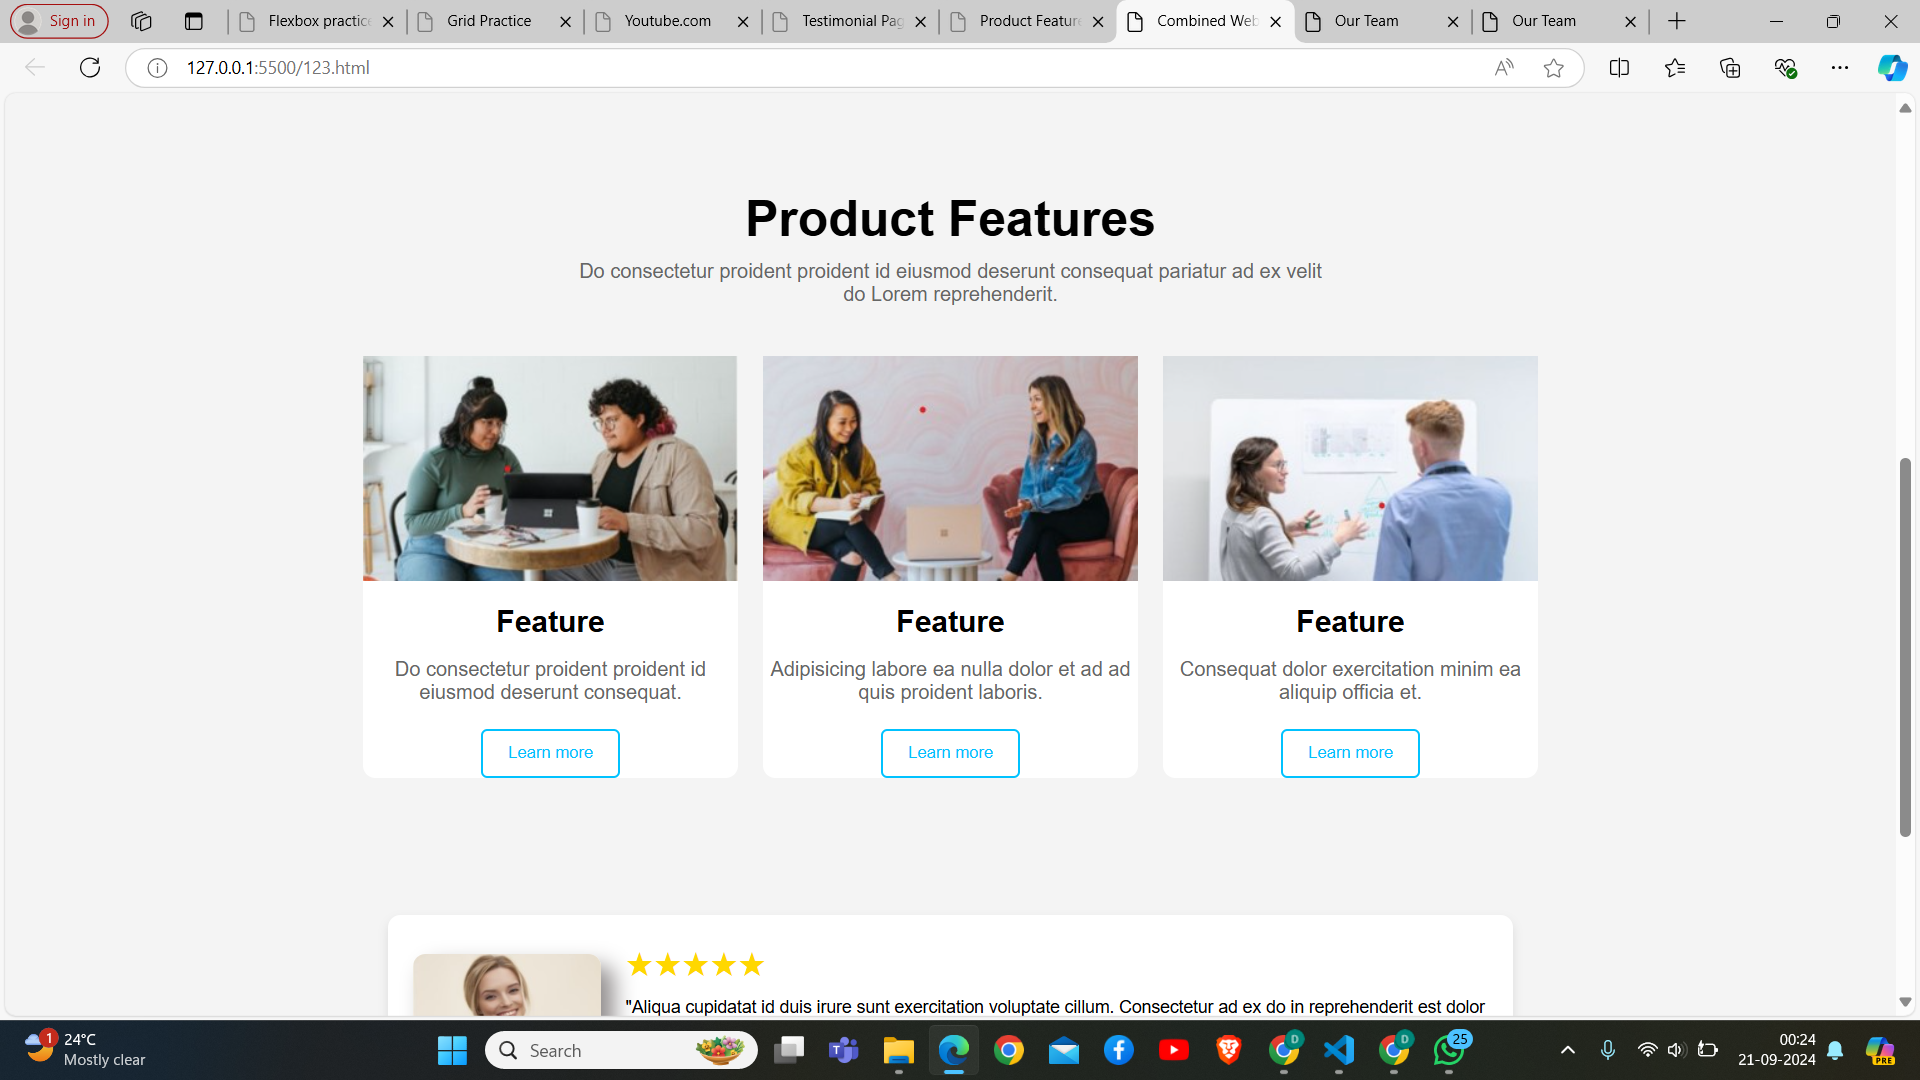 Sign in
Flexbox practice
Grid Practice
Youtube.com
Testimonial Pag
Product Feature
Combined Web
Our Team
Our Team
127.0.0.1:5500/123.html
Product Features
Do consectetur proident proident id eiusmod deserunt consequat pariatur ad ex velit
do Lorem reprehenderit.
Feature
Do consectetur proident proident id
eiusmod deserunt consequat.
Learn more
Feature
Adipisicing labore ea nulla dolor et ad ad
quis proident laboris.
Learn more
Feature
Consequat dolor exercitation minim ea
aliquip officia et.
Learn more
"Aliqua cupidatat id duis irure sunt exercitation voluptate cillum. Consectetur ad ex do in reprehenderit est dolor
1
24°C
Mostly clear
Search
D
D
25
00:24
21-09-2024
PRE